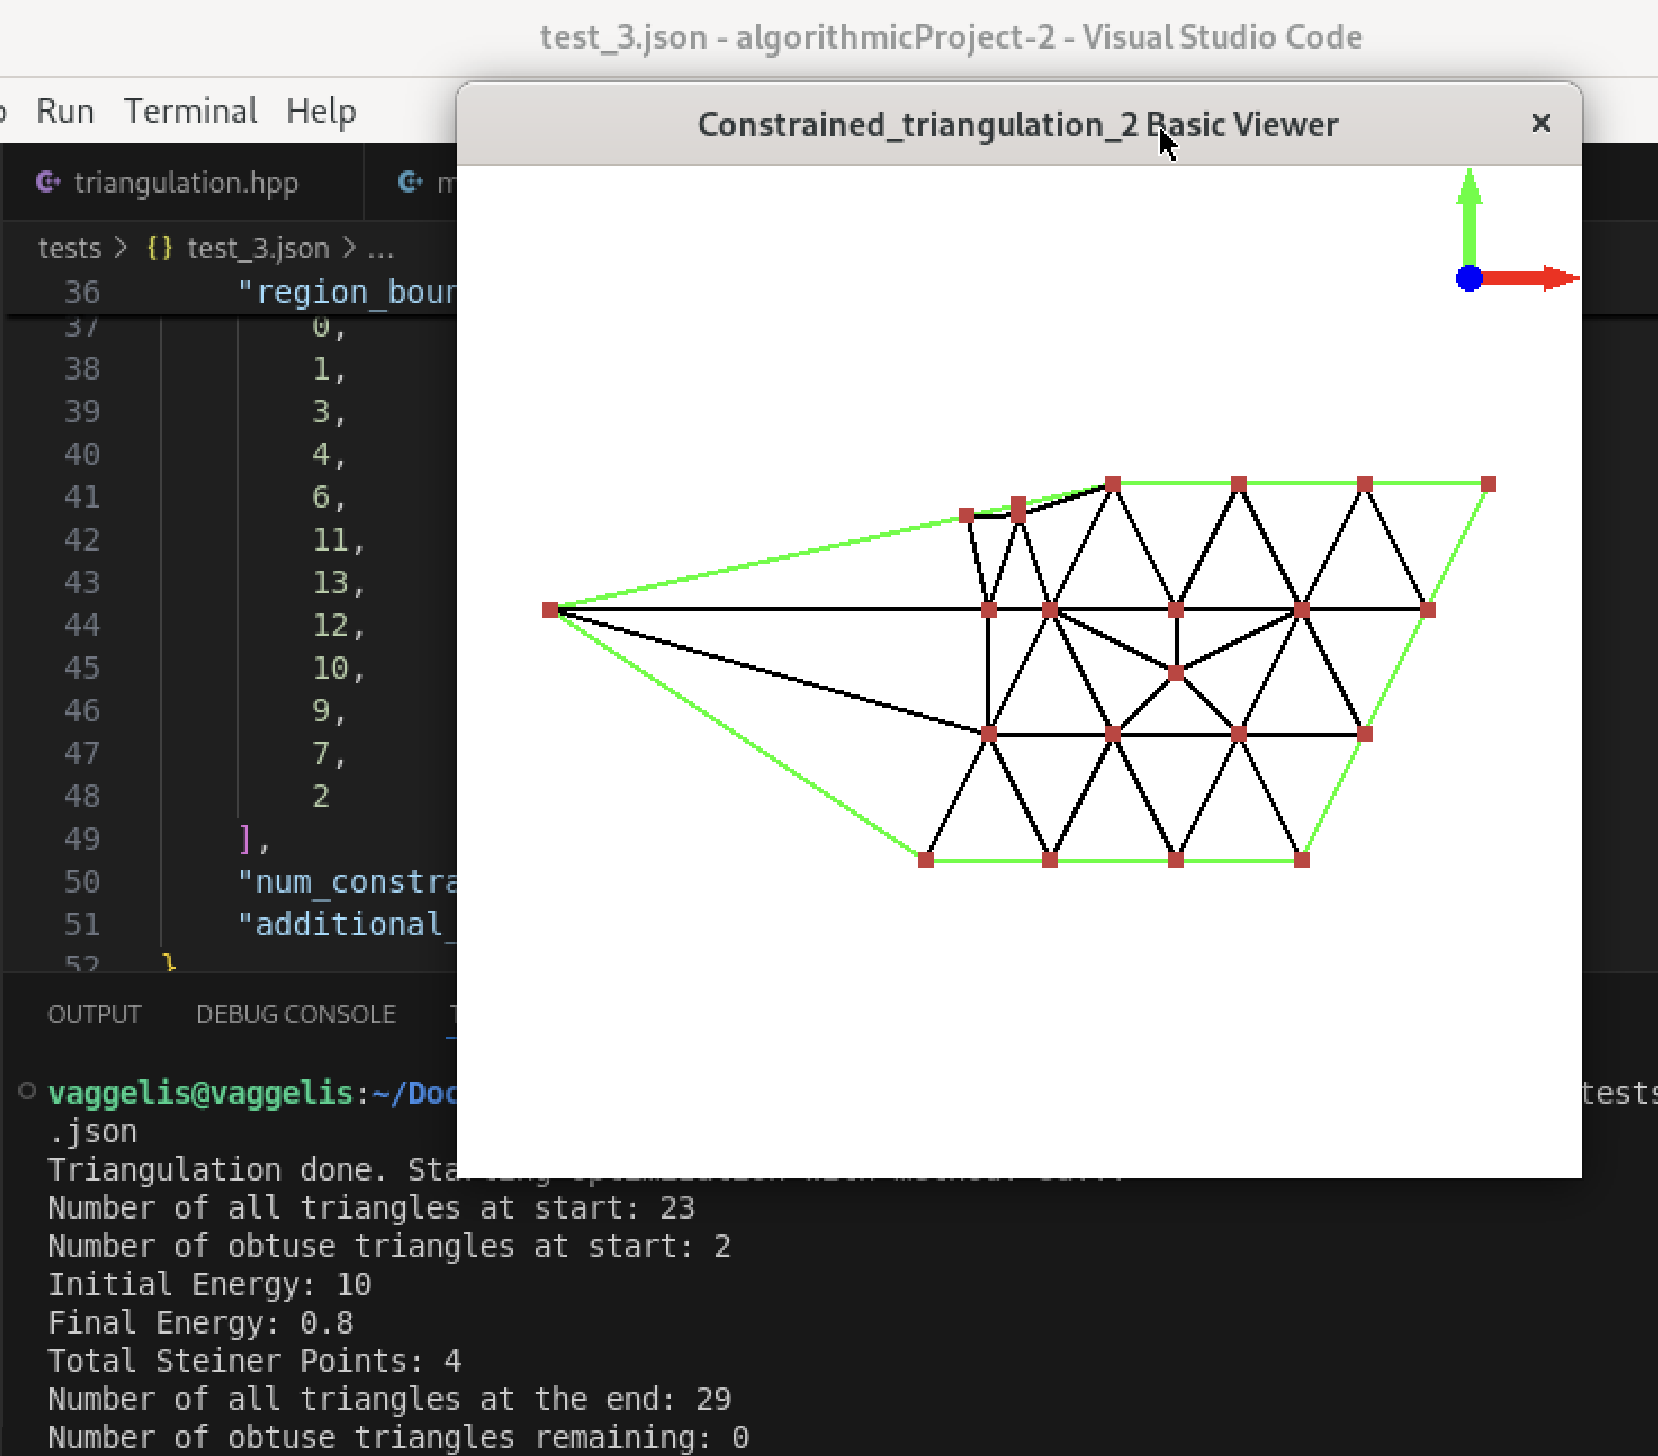 test_3.json - algorithmicProject-2 - Visual Studio Code
Run Terminal Help
Constrained_triangulation_2 Basic Viewer ×
triangulation.hpp m
tests > {} test_3.json > ...
36 "region_boun
37 0,
38 1,
39 3,
40 4,
41 6,
42 11,
43 13,
44 12,
45 10,
46 9,
47 7,
48 2
49 ],
50 "num_constra
51 "additional_
52 }
OUTPUT DEBUG CONSOLE
vaggelis@vaggelis:~/Doc tests
.json
Triangulation done. Sta
Number of all triangles at start: 23
Number of obtuse triangles at start: 2
Initial Energy: 10
Final Energy: 0.8
Total Steiner Points: 4
Number of all triangles at the end: 29
Number of obtuse triangles remaining: 0